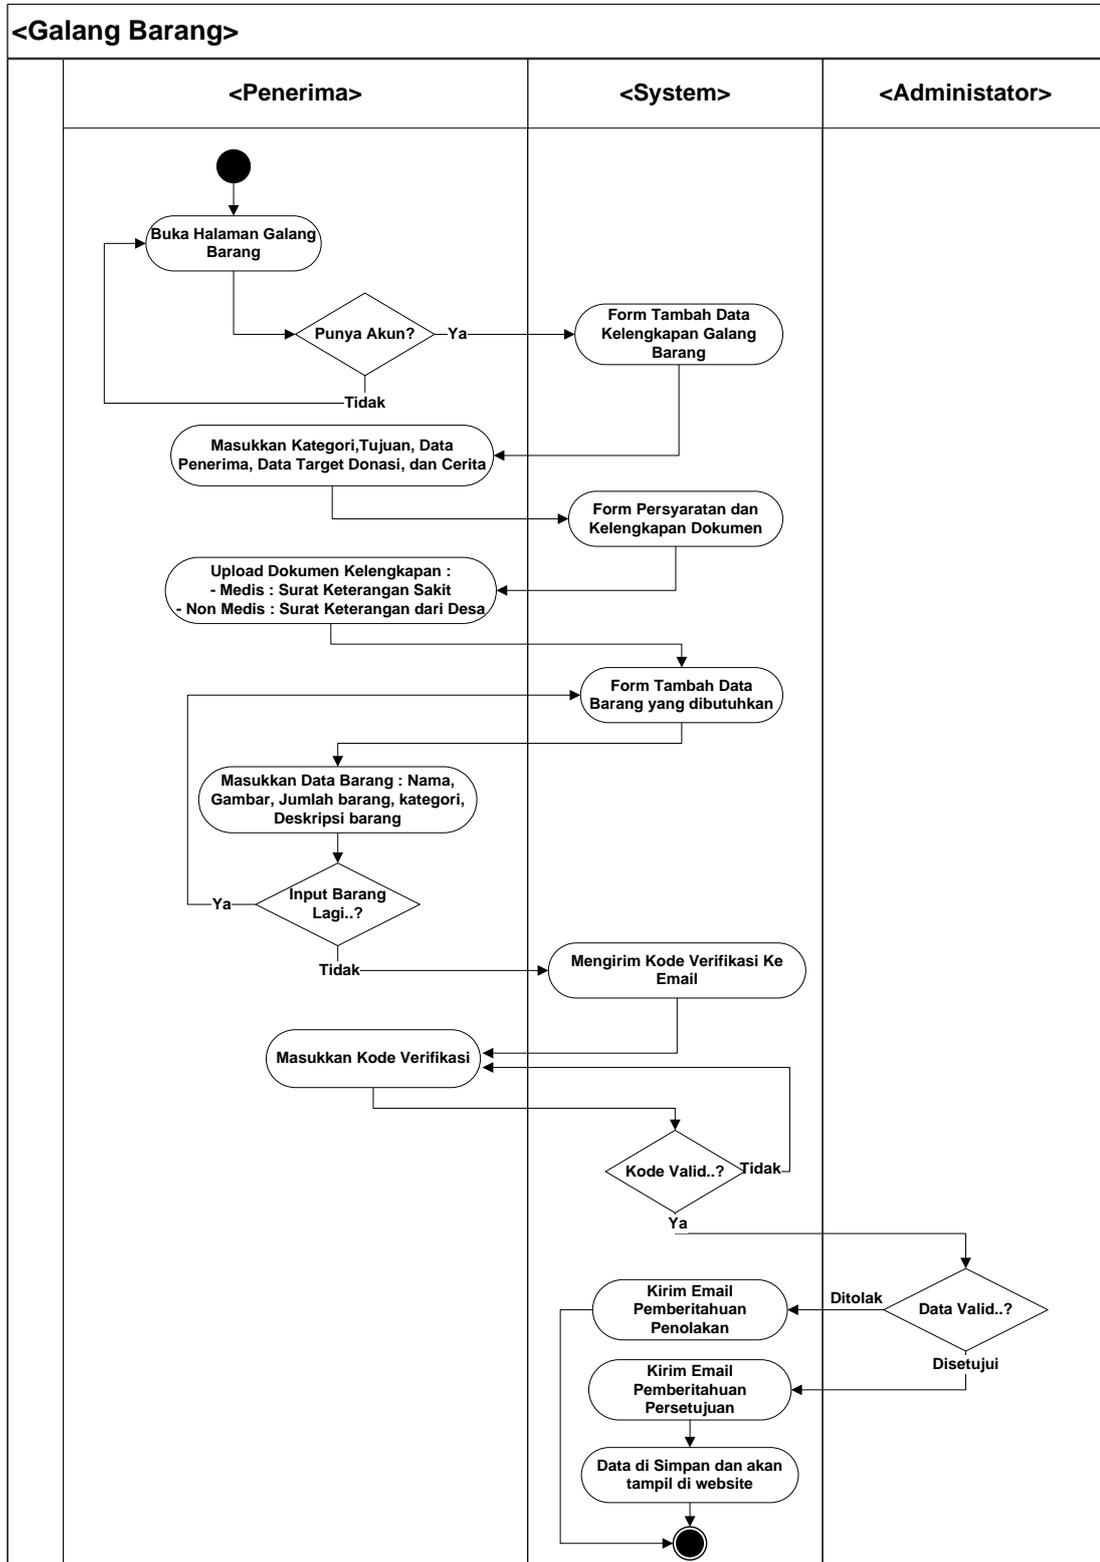 <Galang Barang>
<Penerima>
<System>
<Administator>
Buka Halaman Galang
Barang
Punya Akun?
Ya
Form Tambah Data
Kelengkapan Galang
Barang
Tidak
Masukkan Kategori,Tujuan, Data
Penerima, Data Target Donasi, dan Cerita
Form Persyaratan dan
Kelengkapan Dokumen
Upload Dokumen Kelengkapan :
- Medis : Surat Keterangan Sakit
- Non Medis : Surat Keterangan dari Desa
Form Tambah Data
Barang yang dibutuhkan
Masukkan Data Barang : Nama,
Gambar, Jumlah barang, kategori,
Deskripsi barang
Input Barang
Lagi..?
Ya
Tidak
Mengirim Kode Verifikasi Ke
Email
Masukkan Kode Verifikasi
Kode Valid..?
Tidak
Ya
Kirim Email
Pemberitahuan
Penolakan
Ditolak
Data Valid..?
Disetujui
Kirim Email
Pemberitahuan
Persetujuan
Data di Simpan dan akan
tampil di website